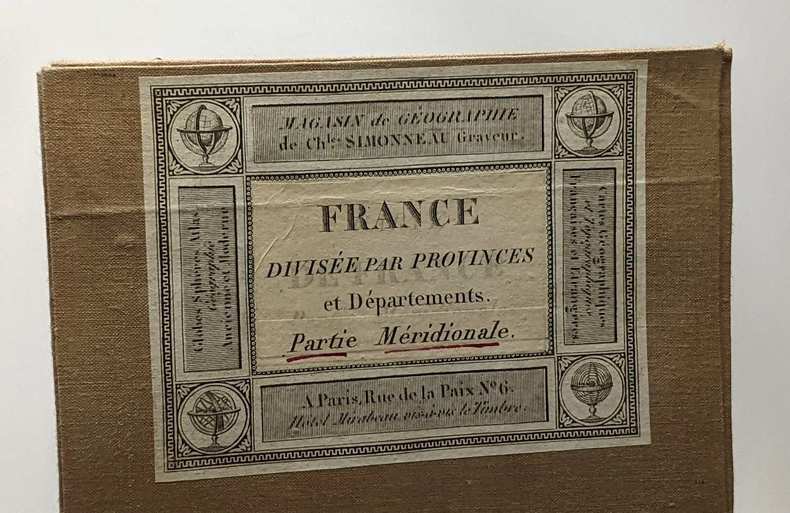 MAGASIN de GÉOGRAPHIE
de Ch.les SIMONNEAU Graveur.
Globes Sphères Atlas
Géographie
Ancienne et Moderne
FRANCE
DIVISÉE PAR PROVINCES
et Départements.
Partie Méridionale.
Cartes Géographiques
et Topographiques
Françaises et Etrangères
A Paris, Rue de la Paix Nº 6.
Hôtel Mirabeau, vis-à-vis le Timbre.